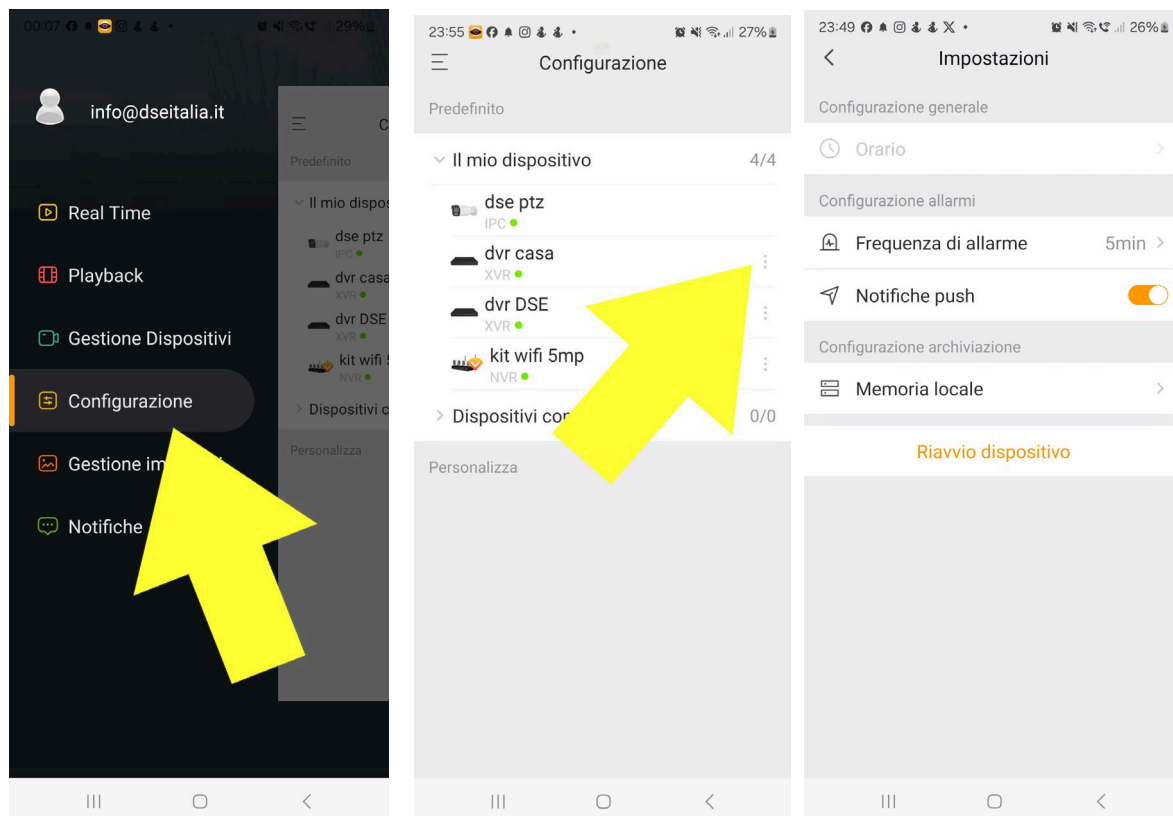 00:07
29%
info@dseitalia.it
Real Time
Playback
Gestione Dispositivi
Configurazione
Gestione im
Notifiche
C
Predefinito
Il mio dispos
dse ptz
IPC
dvr casa
XVR
dvr DSE
XVR
kit wifi 5
NVR
Dispositivi c
Personalizza
23:55
27%
Configurazione
Predefinito
Il mio dispositivo 4/4
dse ptz
IPC
dvr casa
XVR
dvr DSE
XVR
kit wifi 5mp
NVR
Dispositivi con 0/0
Personalizza
23:49
26%
Impostazioni
Configurazione generale
Orario
Configurazione allarmi
Frequenza di allarme 5min
Notifiche push
Configurazione archiviazione
Memoria locale
Riavvio dispositivo